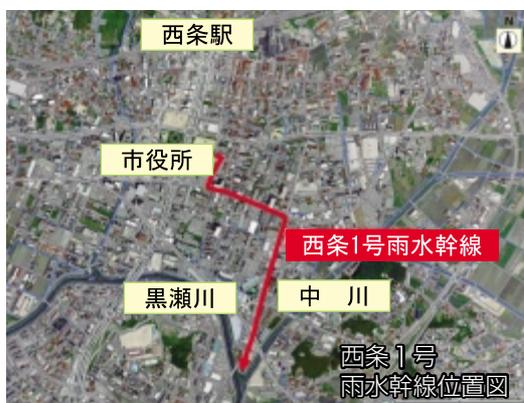 西条駅
N
市役所
西条1号雨水幹線
黒瀬川
中　川
西条1号
雨水幹線位置図